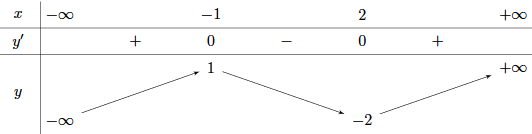 x −∞ −1 2 +∞
y′ + 0 − 0 + 
1 +∞
y
−∞ −2